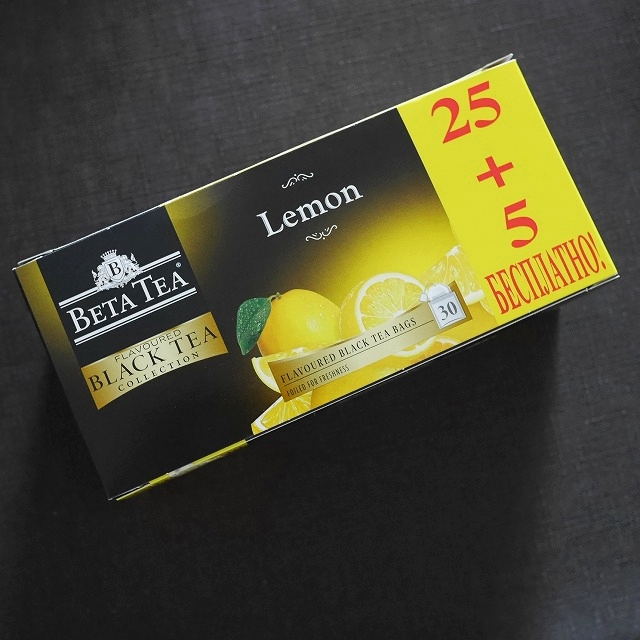 B
BETA TEA®
FLAVOURED
BLACK TEA
COLLECTION
Lemon
FLAVOURED BLACK TEA BAGS
FOILED FOR FRESHNESS
30
25
+
5
БЕСПЛАТНО!